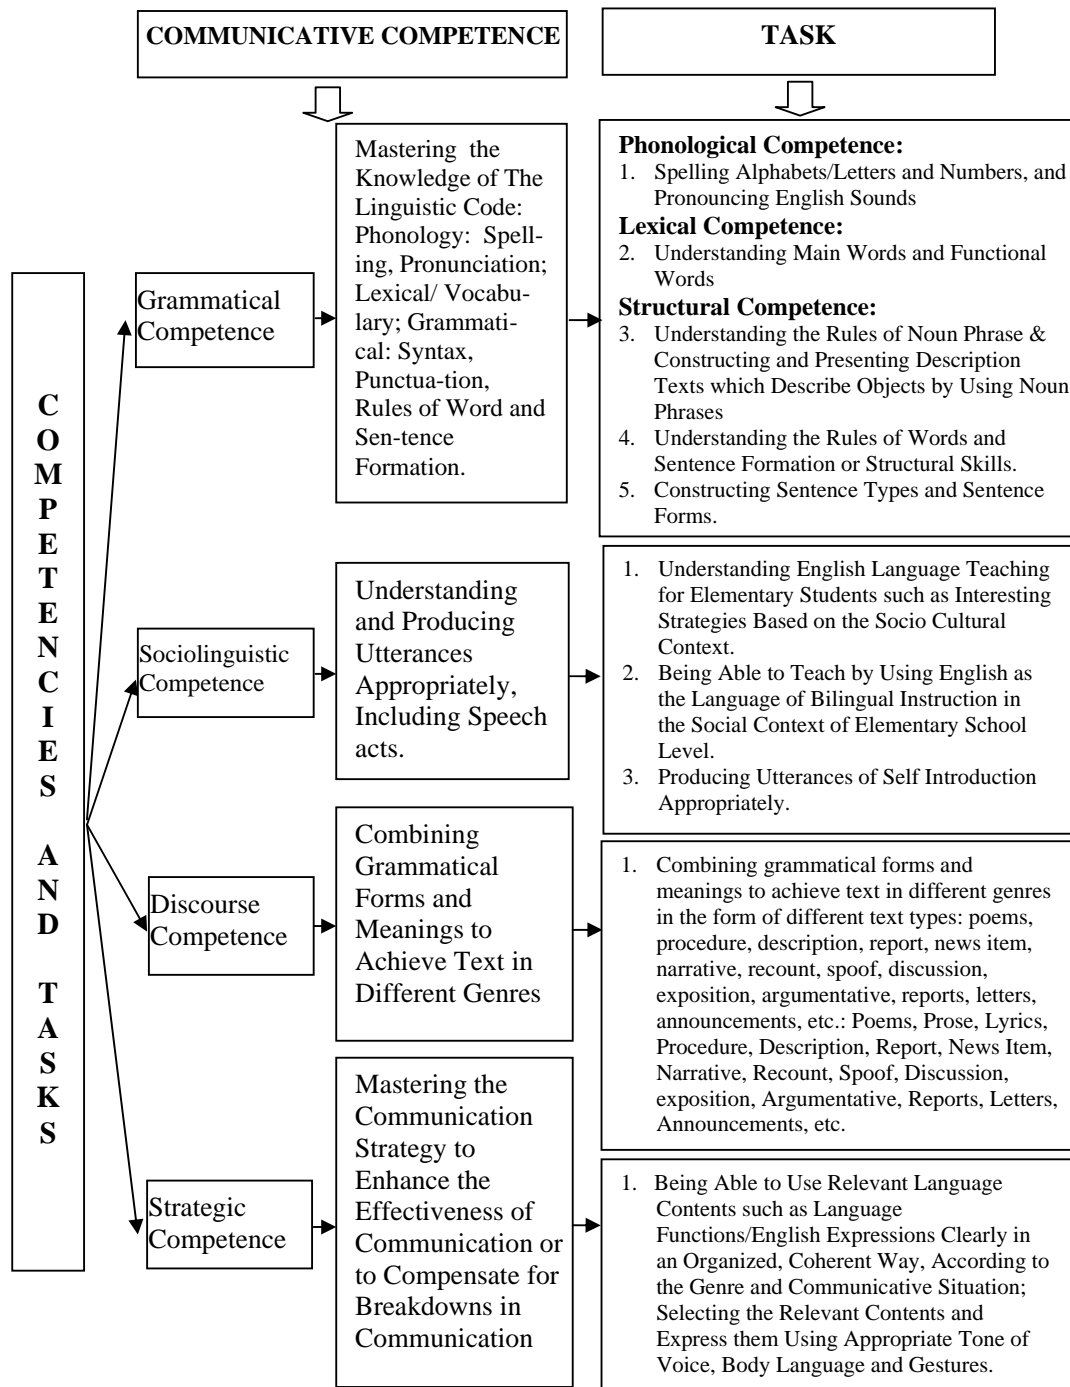 COMMUNICATIVE COMPETENCE
TASK
COMPETENCIES AND TASKS
Grammatical
Competence
Mastering the
Knowledge of The
Linguistic Code:
Phonology: Spell-
ing, Pronunciation;
Lexical/ Vocabu-
lary; Grammati-
cal: Syntax,
Punctua-tion,
Rules of Word and
Sen-tence
Formation.
Phonological Competence:
1. Spelling Alphabets/Letters and Numbers, and
Pronouncing English Sounds
Lexical Competence:
2. Understanding Main Words and Functional
Words
Structural Competence:
3. Understanding the Rules of Noun Phrase &
Constructing and Presenting Description
Texts which Describe Objects by Using Noun
Phrases
4. Understanding the Rules of Words and
Sentence Formation or Structural Skills.
5. Constructing Sentence Types and Sentence
Forms.
Sociolinguistic
Competence
Understanding
and Producing
Utterances
Appropriately,
Including Speech
acts.
1. Understanding English Language Teaching
for Elementary Students such as Interesting
Strategies Based on the Socio Cultural
Context.
2. Being Able to Teach by Using English as
the Language of Bilingual Instruction in
the Social Context of Elementary School
Level.
3. Producing Utterances of Self Introduction
Appropriately.
Discourse
Competence
Combining
Grammatical
Forms and
Meanings to
Achieve Text in
Different Genres
1. Combining grammatical forms and
meanings to achieve text in different genres
in the form of different text types: poems,
procedure, description, report, news item,
narrative, recount, spoof, discussion,
exposition, argumentative, reports, letters,
announcements, etc.: Poems, Prose, Lyrics,
Procedure, Description, Report, News Item,
Narrative, Recount, Spoof, Discussion,
exposition, Argumentative, Reports, Letters,
Announcements, etc.
Strategic
Competence
Mastering the
Communication
Strategy to
Enhance the
Effectiveness of
Communication or
to Compensate for
Breakdowns in
Communication
1. Being Able to Use Relevant Language
Contents such as Language
Functions/English Expressions Clearly in
an Organized, Coherent Way, According to
the Genre and Communicative Situation;
Selecting the Relevant Contents and
Express them Using Appropriate Tone of
Voice, Body Language and Gestures.